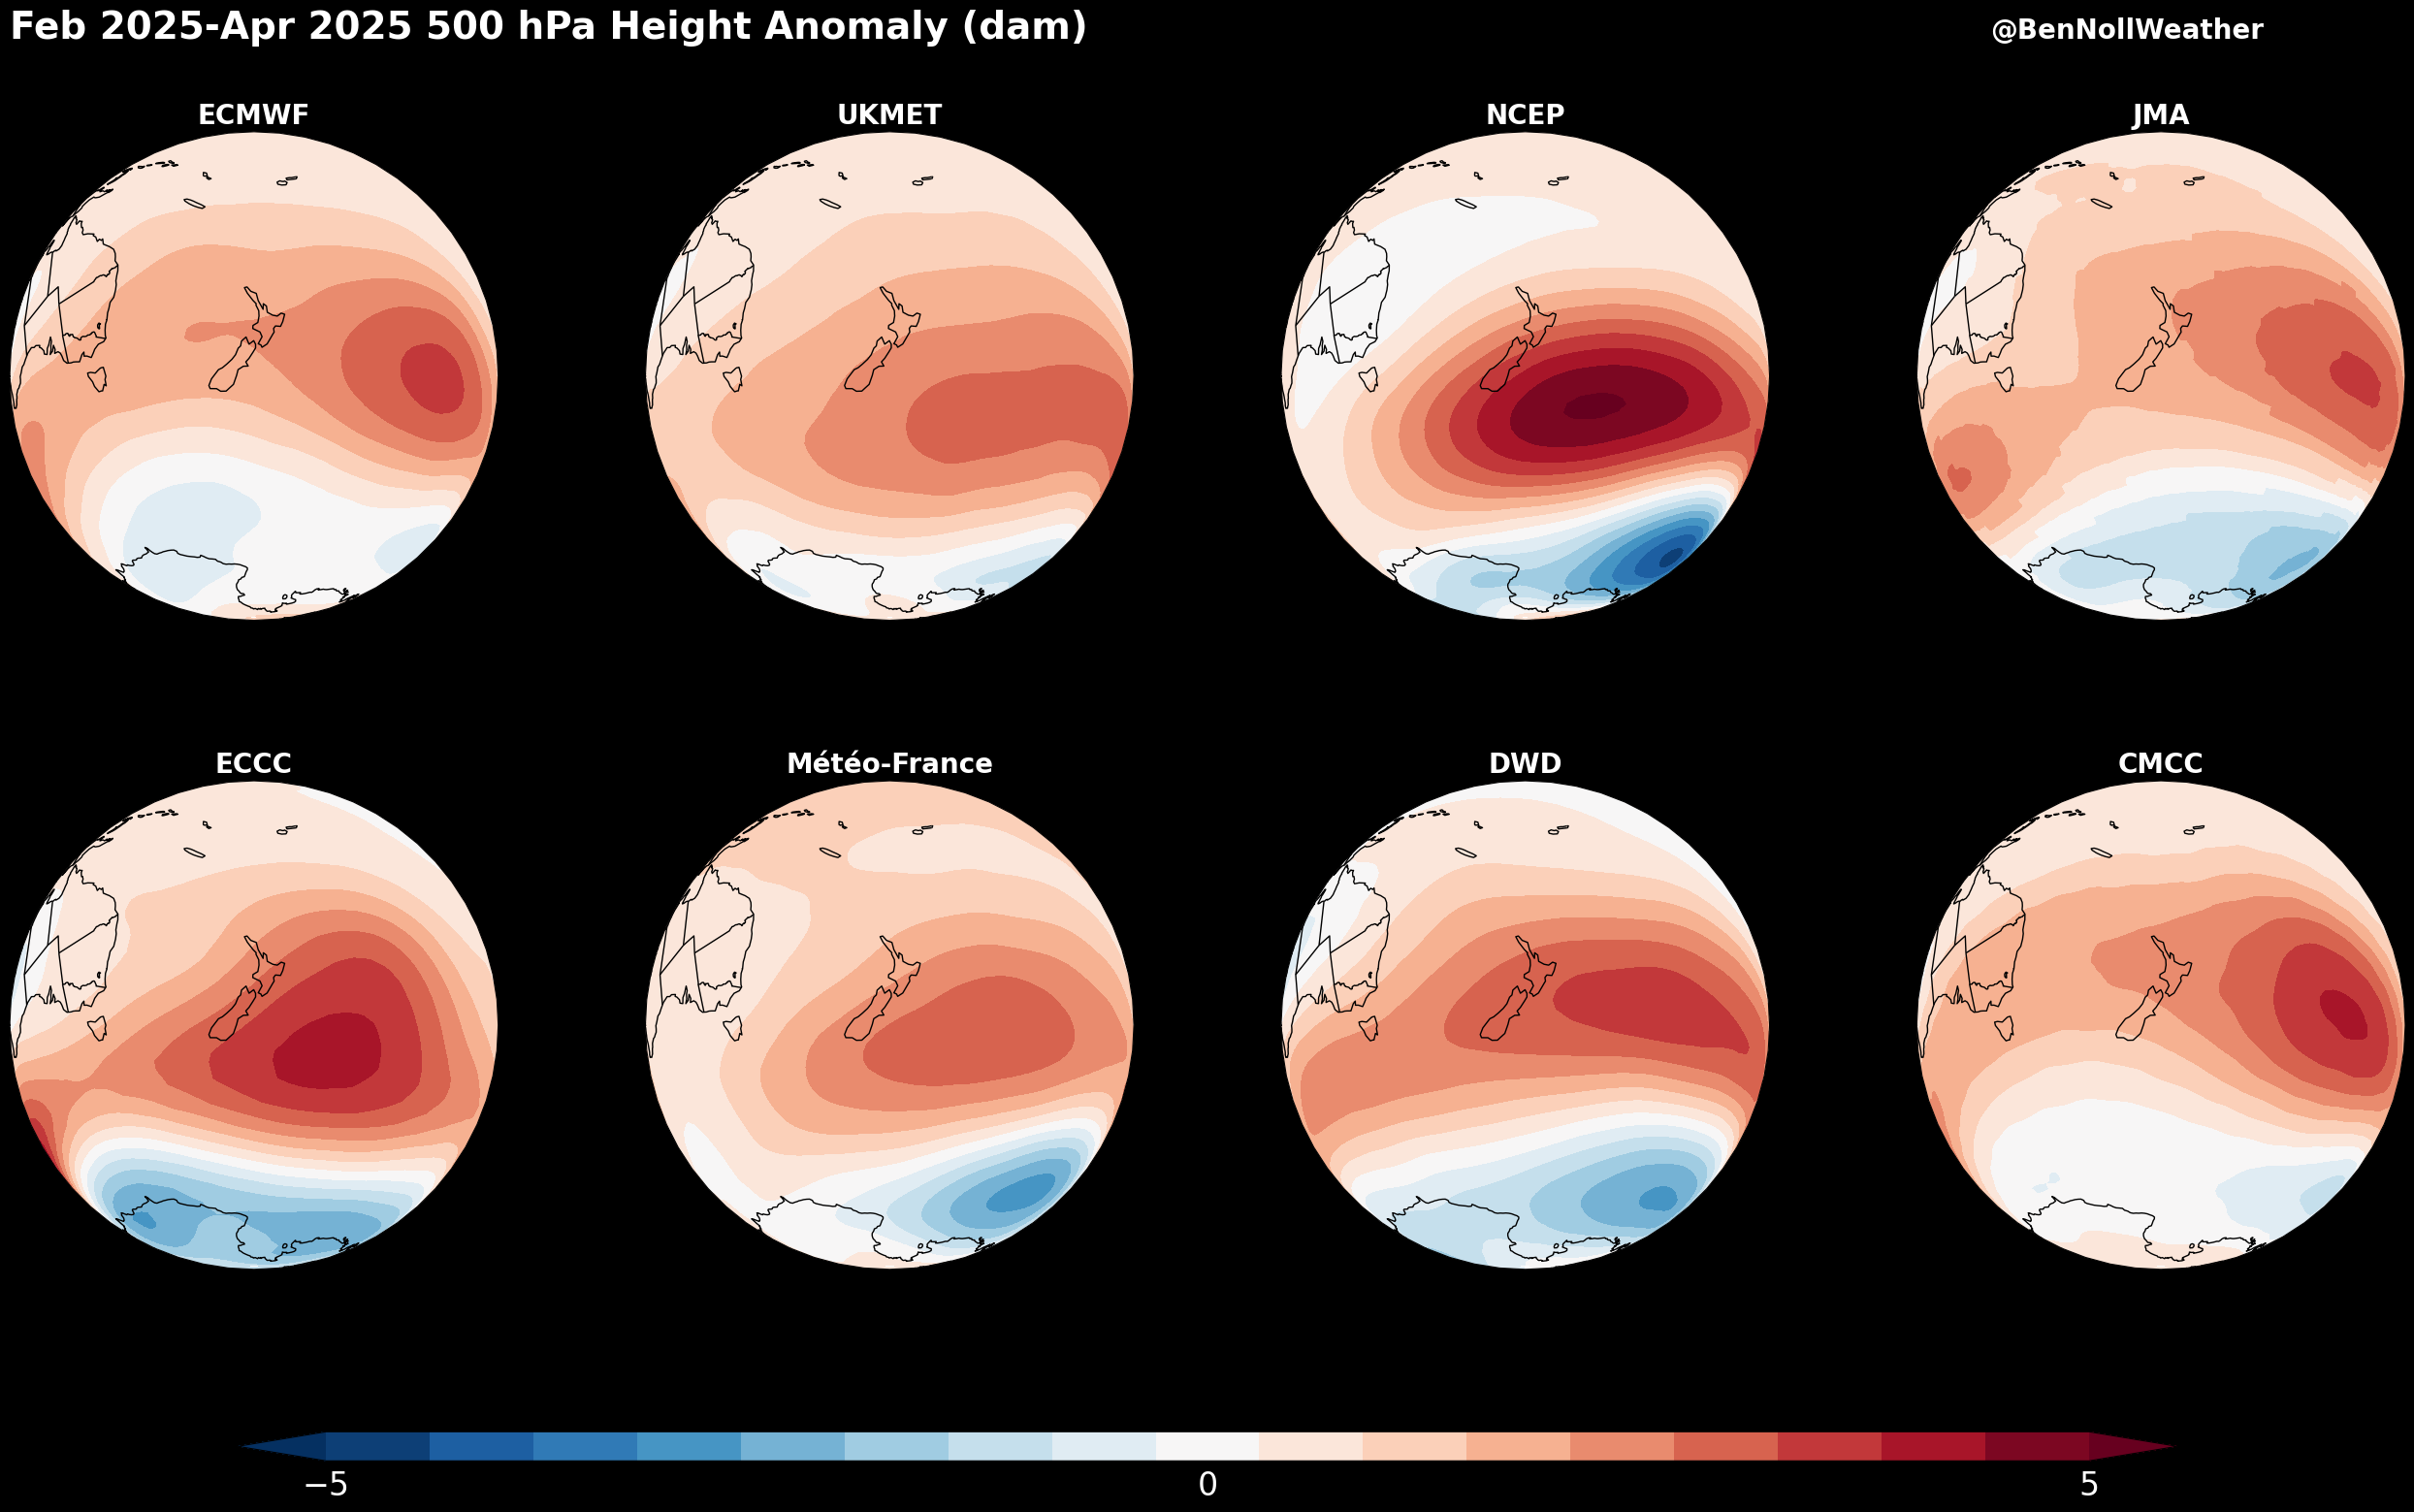 Feb 2025-Apr 2025 500 hPa Height Anomaly (dam)
@BenNollWeather
ECMWF
UKMET
NCEP
JMA
ECCC
Météo-France
DWD
CMCC
−5
0
5